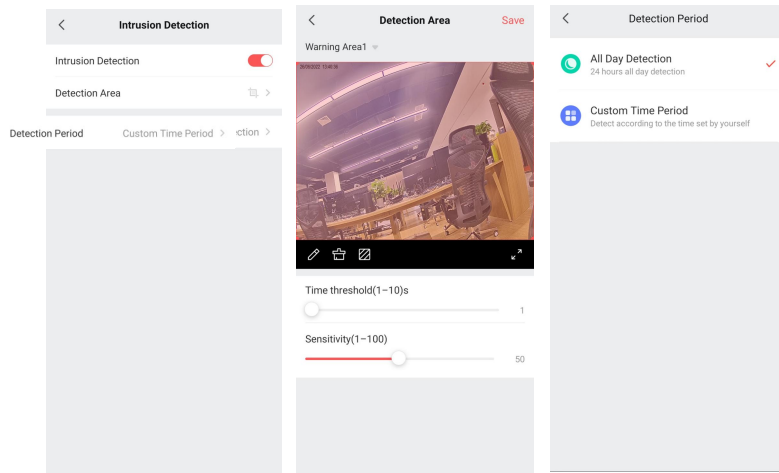 Intrusion Detection
Intrusion Detection
Detection Area
Detection Period Custom Time Period ction
Detection Area Save
Warning Area1
Time threshold(1–10)s
1
Sensitivity(1–100)
50
Detection Period
All Day Detection
24 hours all day detection
Custom Time Period
Detect according to the time set by yourself